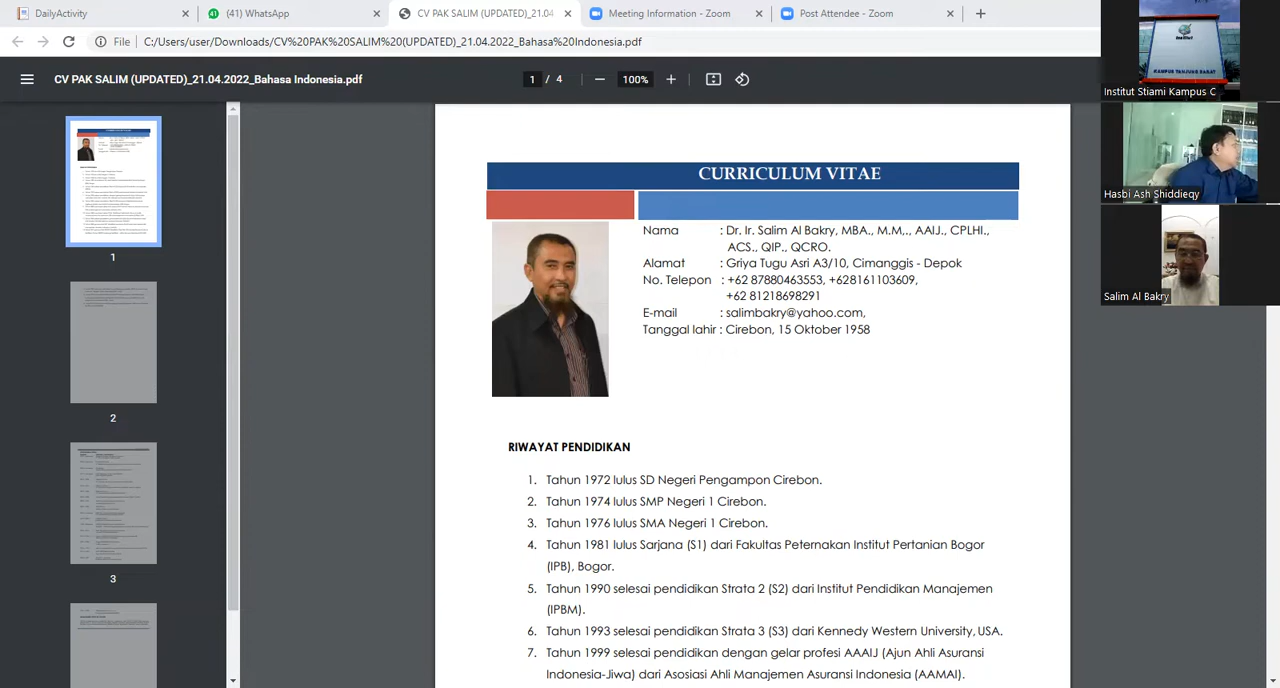 DailyActivity
(41) WhatsApp
CV PAK SALIM (UPDATED)_21.04
Meeting Information - Zoom
Post Attendee - Zoom
File
C:/Users/user/Downloads/CV%20PAK%20SALIM%20(UPDATED)_21.04.2022_Bahasa%20Indonesia.pdf
CV PAK SALIM (UPDATED)_21.04.2022_Bahasa Indonesia.pdf
1 / 4
100%
KAMPUS TANJUNG BARAT
Institut Stiami Kampus C
Hasbi Ash Shiddieqy
Salim Al Bakry
1
2
3
CURRICULUM VITAE
Nama : Dr. Ir. Salim Al Bakry, MBA., M.M,., AAIJ., CPLHI.,
ACS., QIP., QCRO.
Alamat : Griya Tugu Asri A3/10, Cimanggis - Depok
No. Telepon : +62 87880463553, +628161103609,
+62 81218698291
E-mail : salimbakry@yahoo.com,
Tanggal lahir : Cirebon, 15 Oktober 1958
RIWAYAT PENDIDIKAN
1. Tahun 1972 lulus SD Negeri Pengampon Cirebon.
2. Tahun 1974 lulus SMP Negeri 1 Cirebon.
3. Tahun 1976 lulus SMA Negeri 1 Cirebon.
4. Tahun 1981 lulus Sarjana (S1) dari Fakultas Peternakan Institut Pertanian Bogor
(IPB), Bogor.
5. Tahun 1990 selesai pendidikan Strata 2 (S2) dari Institut Pendidikan Manajemen
(IPBM).
6. Tahun 1993 selesai pendidikan Strata 3 (S3) dari Kennedy Western University, USA.
7. Tahun 1999 selesai pendidikan dengan gelar profesi AAAIJ (Ajun Ahli Asuransi
Indonesia-Jiwa) dari Asosiasi Ahli Manajemen Asuransi Indonesia (AAMAI).